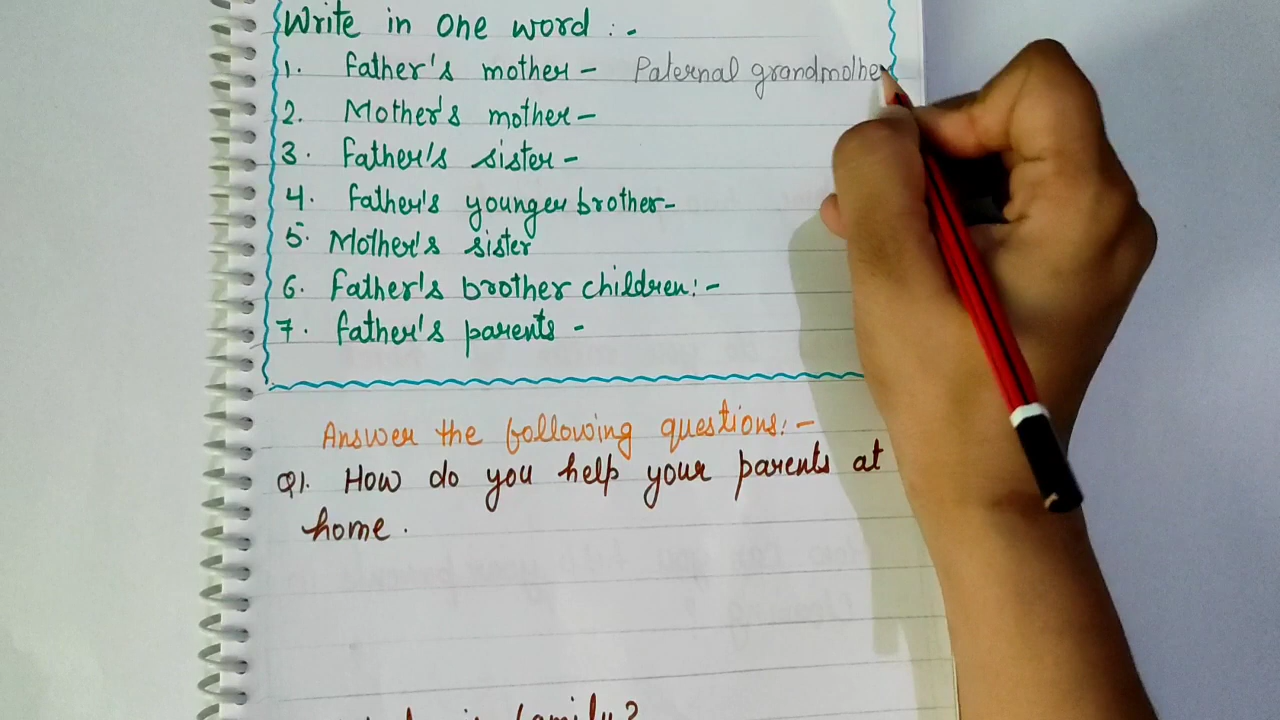 Write in one word : -
1. Father's mother - Paternal grandmother
2. Mother's mother -
3. Father's sister -
4. Father's younger brother-
5. Mother's sister
6. Father's brother children: -
7. Father's parents -
Answer the following questions: -
Q1. How do you help your parents at
home.
family?